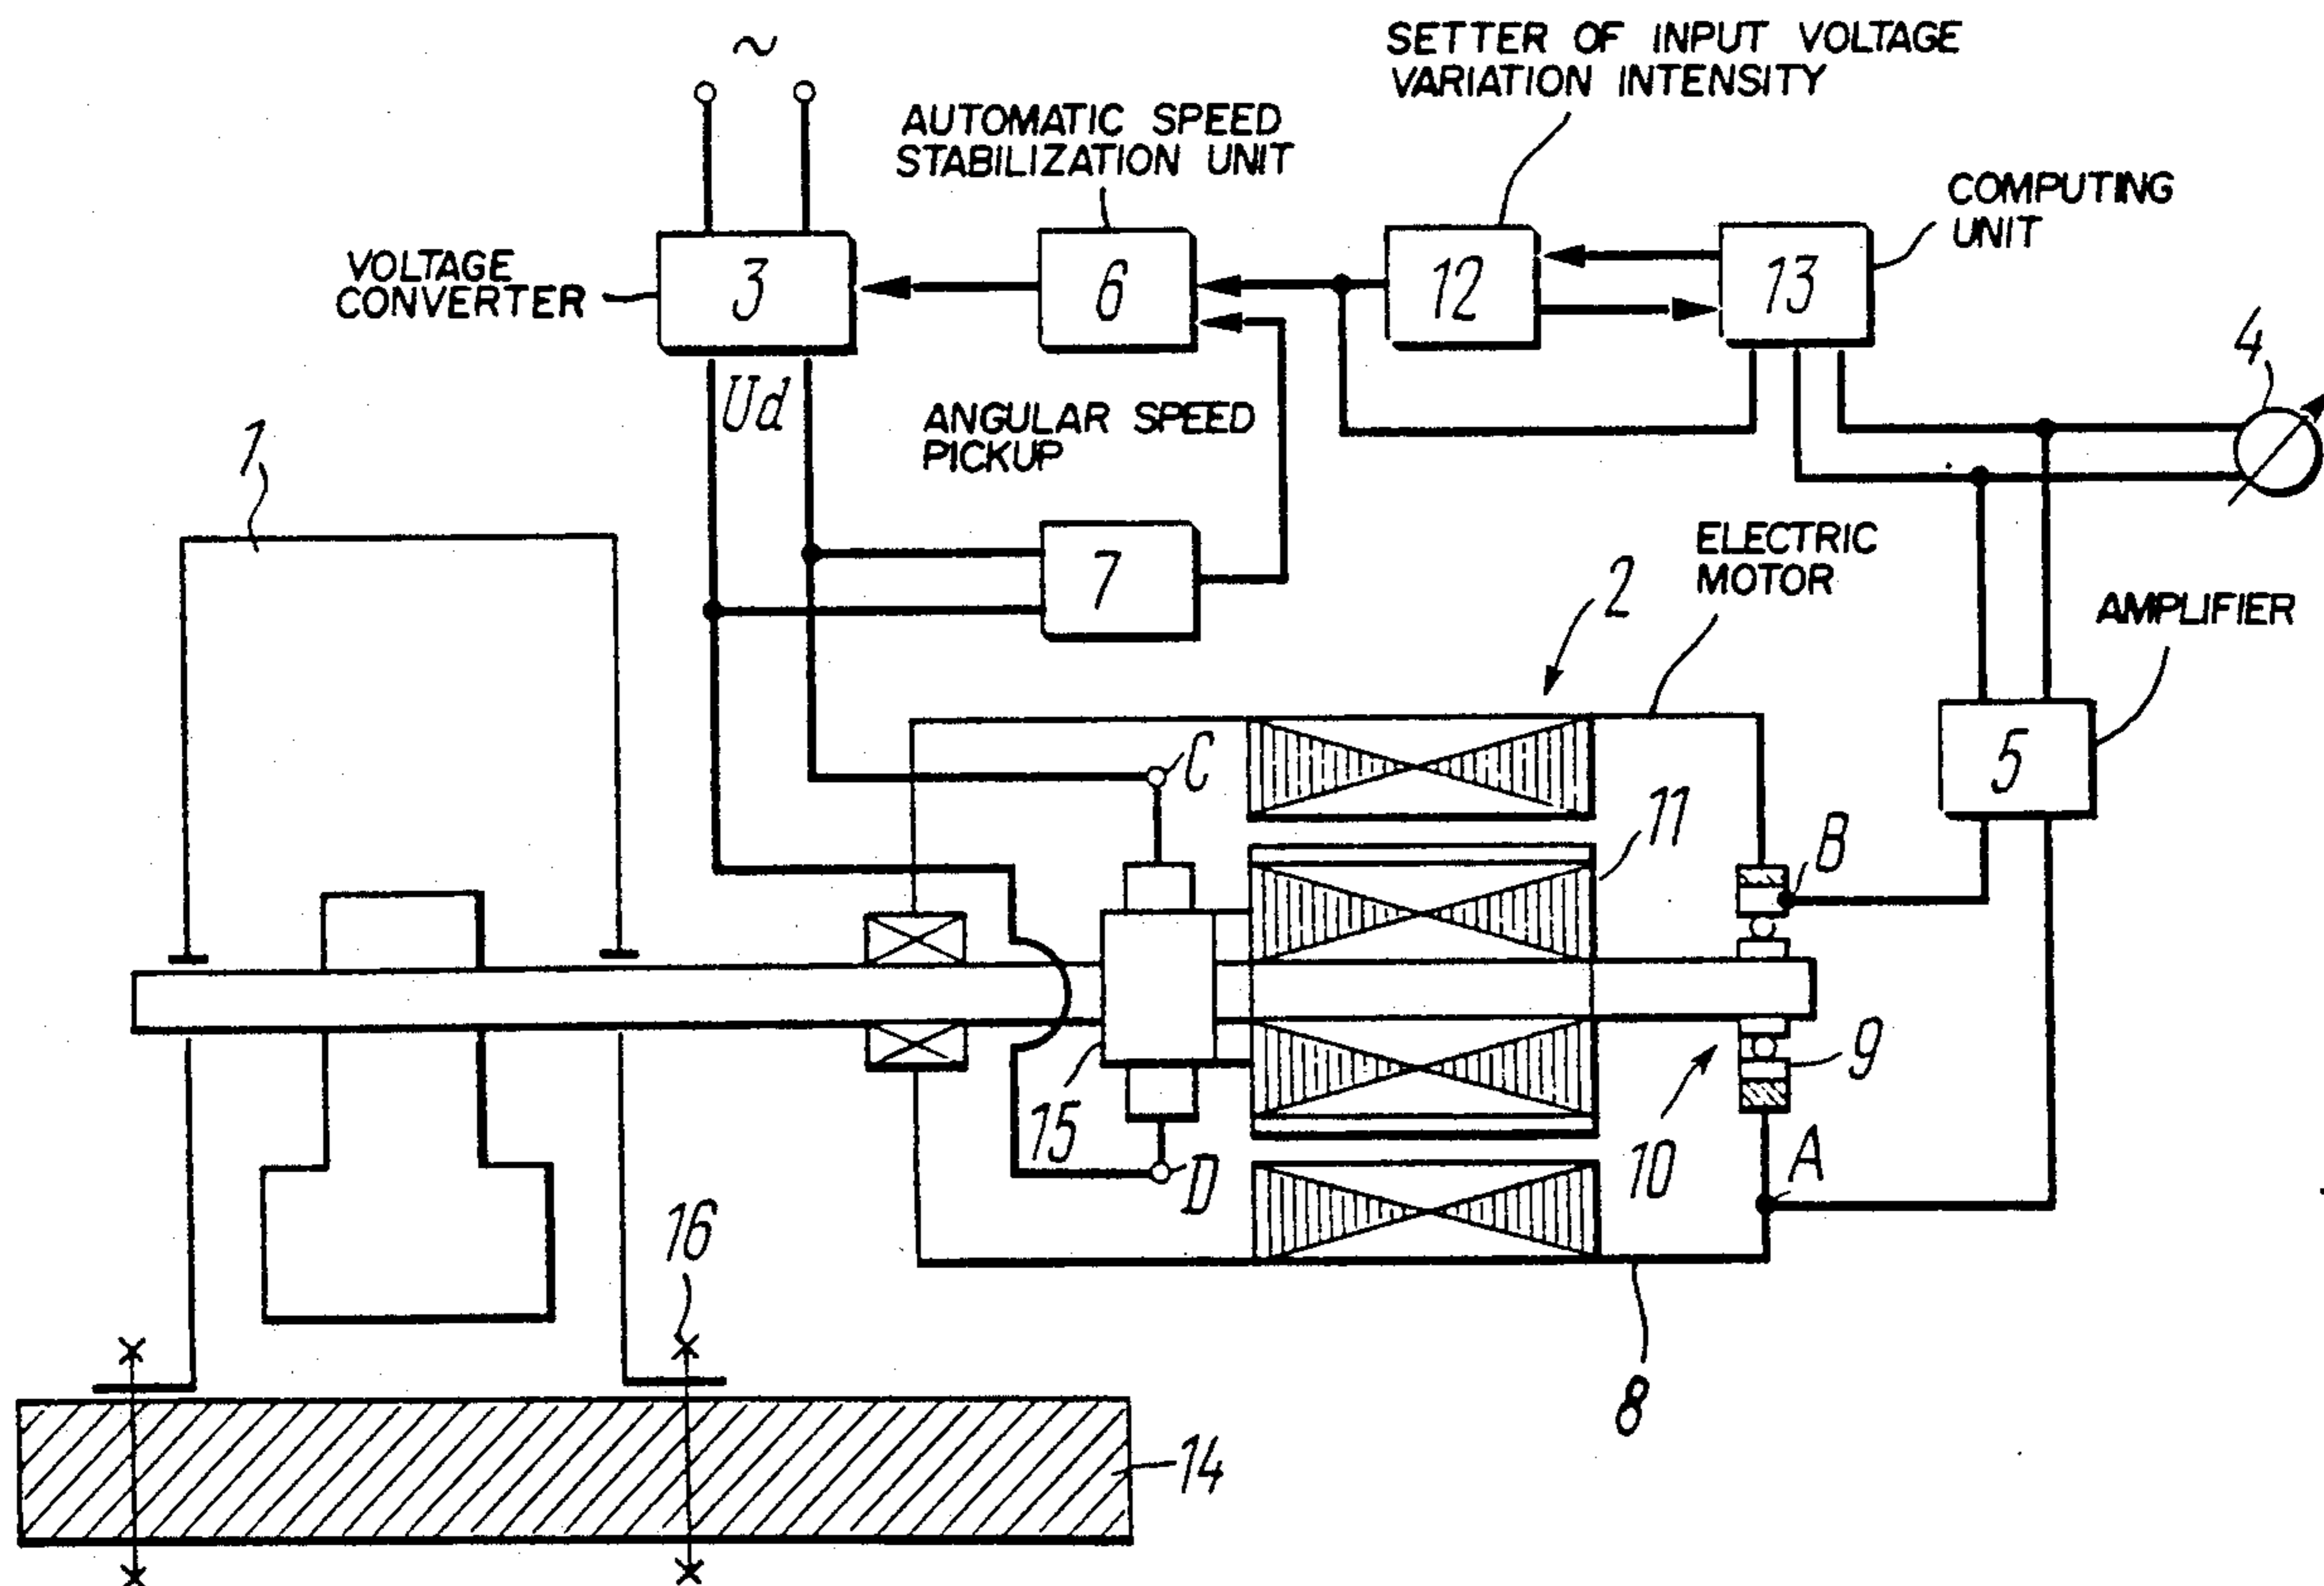 SETTER OF INPUT VOLTAGE
VARIATION INTENSITY
~
AUTOMATIC SPEED
STABILIZATION UNIT
COMPUTING
UNIT
VOLTAGE
CONVERTER
3
6
12
13
4
Ud
ANGULAR SPEED
PICKUP
1
7
ELECTRIC
MOTOR
2
AMPLIFIER
5
C
11
B
9
15
10
A
D
16
8
14